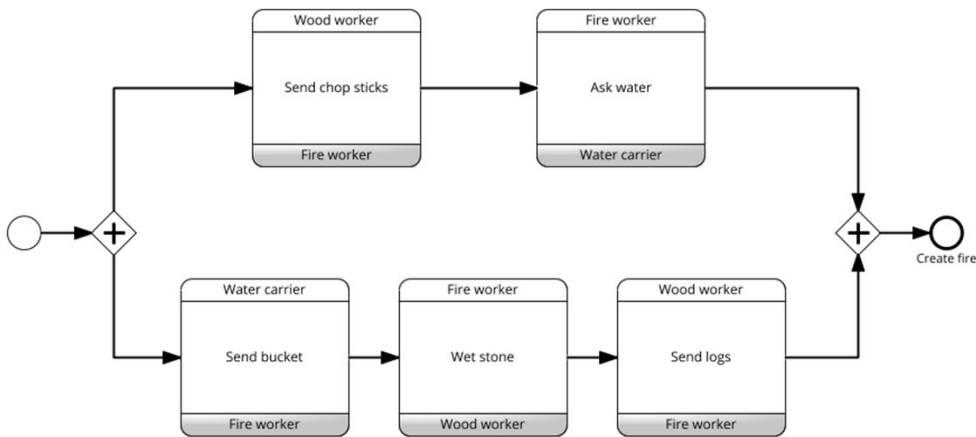 Wood worker
Send chop sticks
Fire worker
Fire worker
Ask water
Water carrier
Create fire
Water carrier
Send bucket
Fire worker
Fire worker
Wet stone
Wood worker
Wood worker
Send logs
Fire worker